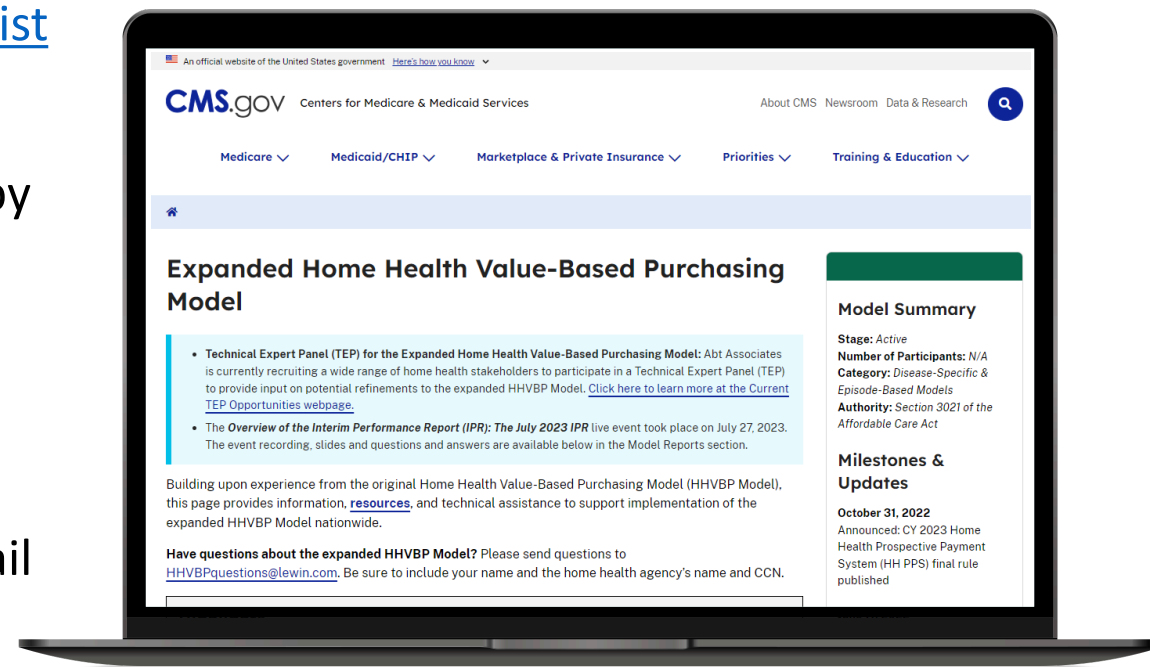 ist
by
ail
An official website of the United States government Here's how you know
CMS.gov Centers for Medicare & Medicaid Services
About CMS Newsroom Data & Research
Medicare Medicaid/CHIP Marketplace & Private Insurance Priorities Training & Education
Expanded Home Health Value-Based Purchasing
Model
• Technical Expert Panel (TEP) for the Expanded Home Health Value-Based Purchasing Model: Abt Associates
is currently recruiting a wide range of home health stakeholders to participate in a Technical Expert Panel (TEP)
to provide input on potential refinements to the expanded HHVBP Model. Click here to learn more at the Current
TEP Opportunities webpage.
• The Overview of the Interim Performance Report (IPR): The July 2023 IPR live event took place on July 27, 2023.
The event recording, slides and questions and answers are available below in the Model Reports section.
Building upon experience from the original Home Health Value-Based Purchasing Model (HHVBP Model),
this page provides information, resources, and technical assistance to support implementation of the
expanded HHVBP Model nationwide.
Have questions about the expanded HHVBP Model? Please send questions to
HHVBPquestions@lewin.com. Be sure to include your name and the home health agency's name and CCN.
Model Summary
Stage: Active
Number of Participants: N/A
Category: Disease-Specific &
Episode-Based Models
Authority: Section 3021 of the
Affordable Care Act
Milestones &
Updates
October 31, 2022
Announced: CY 2023 Home
Health Prospective Payment
System (HH PPS) final rule
published